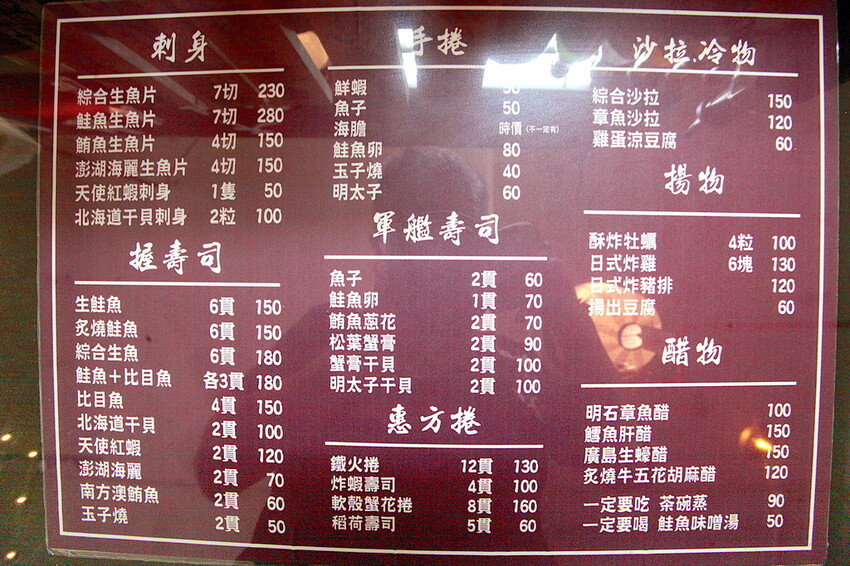 刺身
綜合生魚片 7切 230
鮭魚生魚片 7切 280
鮪魚生魚片 4切 150
澎湖海麗生魚片 4切 150
天使紅蝦刺身 1隻 50
北海道干貝刺身 2粒 100
握壽司
生鮭魚 6貫 150
炙燒鮭魚 6貫 150
綜合生魚 6貫 180
鮭魚+比目魚 各3貫 180
比目魚 4貫 150
北海道干貝 2貫 100
天使紅蝦 2貫 120
澎湖海麗 2貫 70
南方澳鮪魚 2貫 60
玉子燒 2貫 50
手捲
鮮蝦 50
魚子 50
海膽 時價(不一定有)
鮭魚卵 80
玉子燒 40
明太子 60
軍艦壽司
魚子 2貫 60
鮭魚卵 1貫 70
鮪魚蔥花 2貫 70
松葉蟹膏 2貫 90
蟹膏干貝 2貫 100
明太子干貝 2貫 100
惠方捲
鐵火捲 12貫 130
炸蝦壽司 4貫 100
軟殼蟹花捲 8貫 160
稻荷壽司 5貫 60
沙拉.冷物
綜合沙拉 150
章魚沙拉 120
雞蛋涼豆腐 60
揚物
酥炸牡蠣 4粒 100
日式炸雞 6塊 130
日式炸豬排 120
揚出豆腐 60
醋物
明石章魚醋 100
鱈魚肝醋 150
廣島生蠔醋 150
炙燒牛五花胡麻醋 120
一定要吃 茶碗蒸 90
一定要喝 鮭魚味噌湯 50